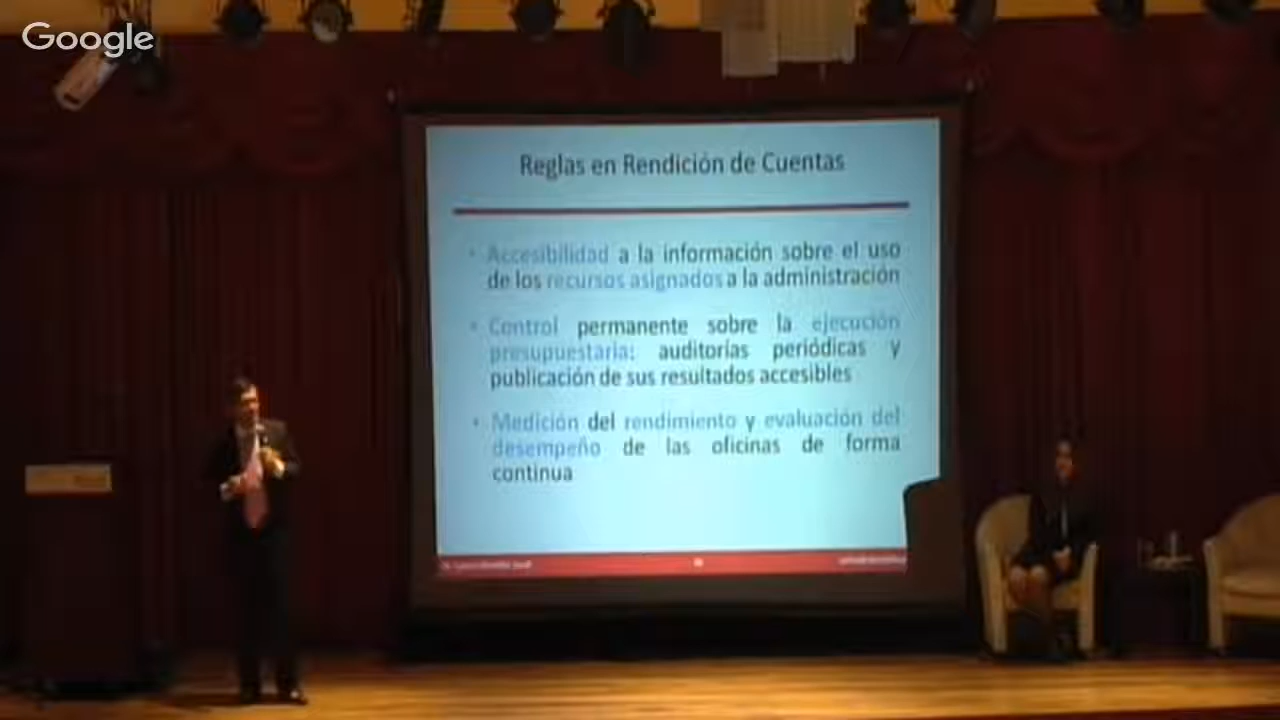 Google
Reglas en Rendición de Cuentas
• Accesibilidad a la información sobre el uso
de los recursos asignados a la administración
• Control permanente sobre la ejecución
presupuestaria: auditorías periódicas y
publicación de sus resultados accesibles
• Medición del rendimiento y evaluación del
desempeño de las oficinas de forma
continua